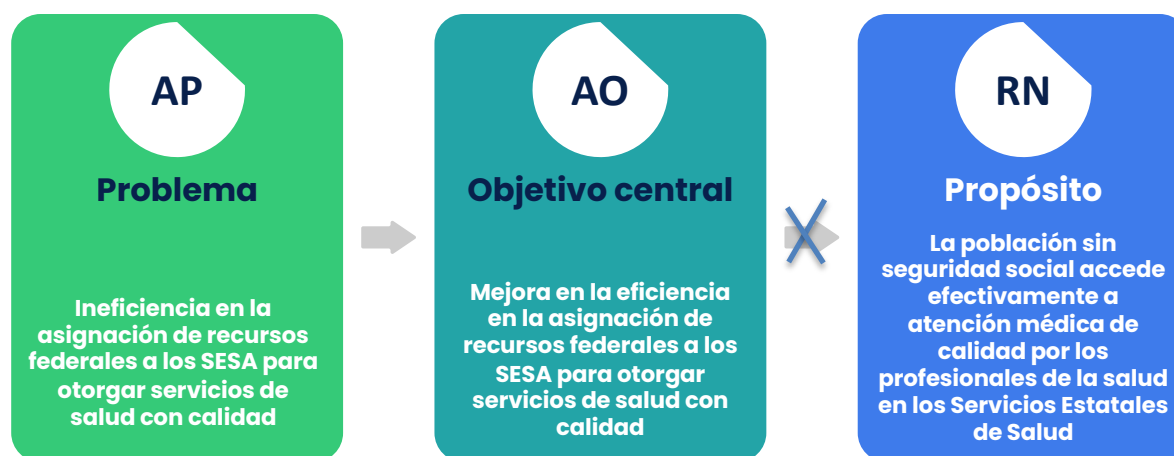 AP
Problema
Ineficiencia en la
asignación de recursos
federales a los SESA para
otorgar servicios de
salud con calidad
AO
Objetivo central
Mejora en la eficiencia
en la asignación de
recursos federales a los
SESA para otorgar
servicios de salud con
calidad
RN
Propósito
La población sin
seguridad social accede
efectivamente a
atención médica de
calidad por los
profesionales de la salud
en los Servicios Estatales
de Salud